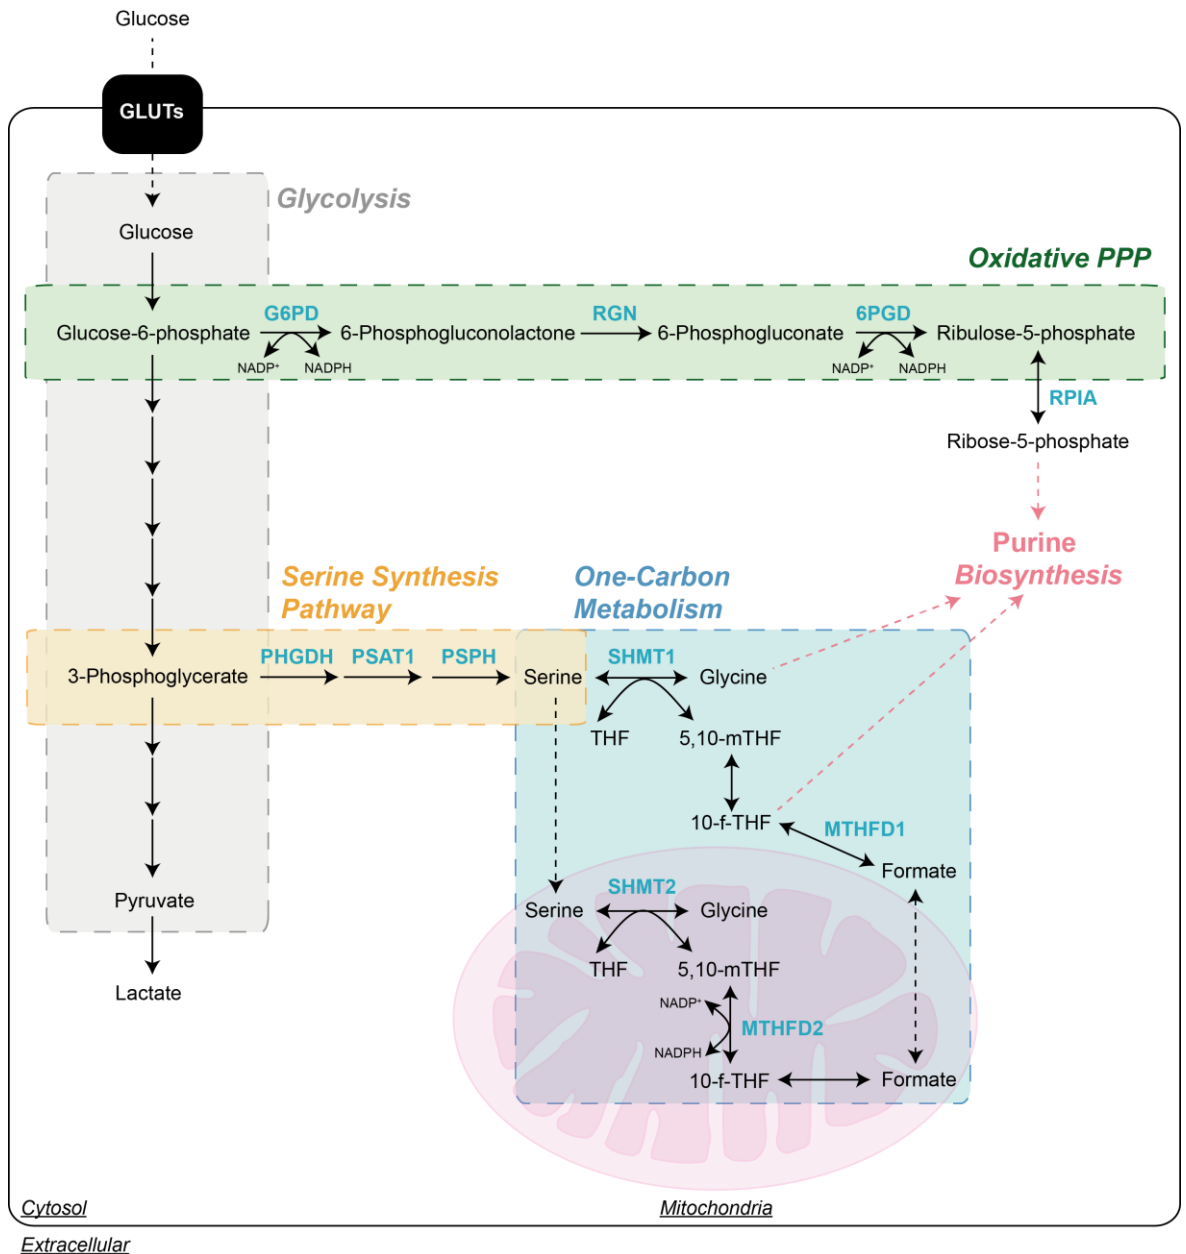 Glucose
GLUTs
Glycolysis
Glucose
Oxidative PPP
Glucose-6-phosphate G6PD 6-Phosphogluconolactone RGN 6-Phosphogluconate 6PGD Ribulose-5-phosphate
NADP+ NADPH NADP+ NADPH
RPIA
Ribose-5-phosphate
Purine
Biosynthesis
Serine Synthesis
Pathway
One-Carbon
Metabolism
3-Phosphoglycerate PHGDH PSAT1 PSPH Serine SHMT1 Glycine
THF 5,10-mTHF
10-f-THF
MTHFD1
Formate
SHMT2
Pyruvate
Serine Glycine
THF 5,10-mTHF
Lactate
NADP+
MTHFD2
NADPH
10-f-THF Formate
Cytosol
Mitochondria
Extracellular